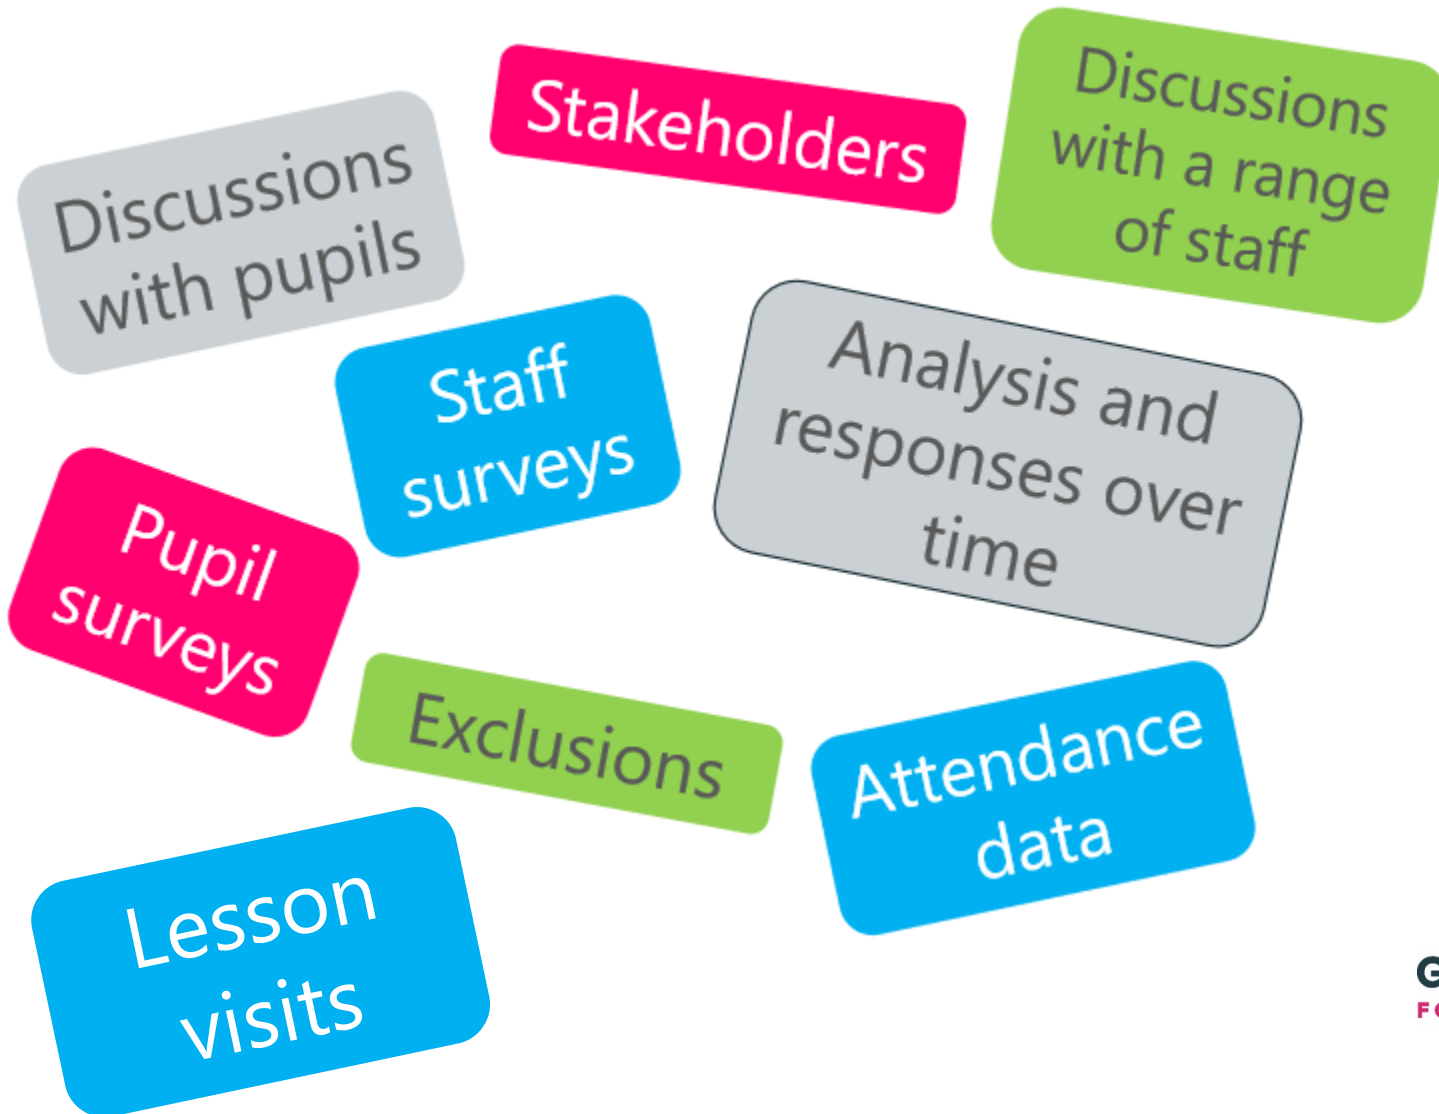 Discussions
with pupils
Stakeholders
Discussions
with a range
of staff
Staff
surveys
Analysis and
responses over
time
Pupil
surveys
Exclusions
Attendance
data
Lesson
visits